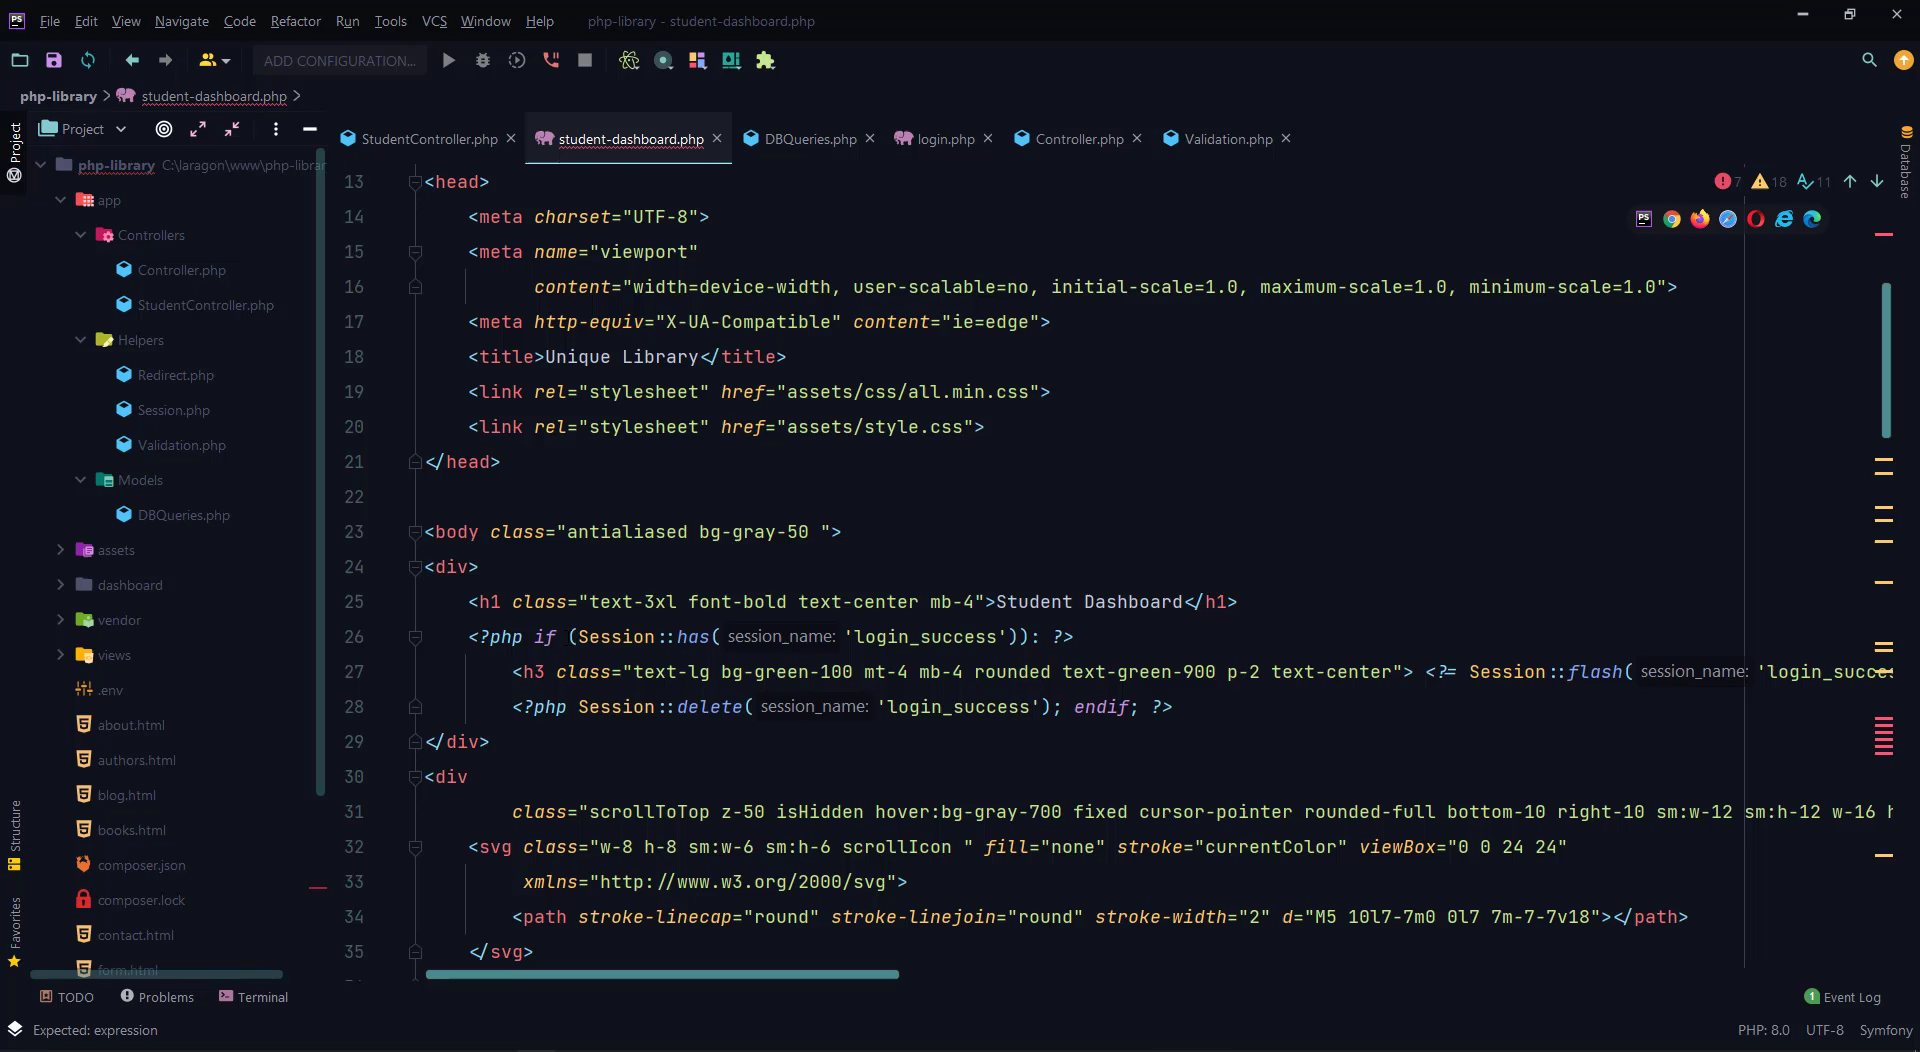 PS File Edit View Navigate Code Refactor Run Tools VCS Window Help php-library - student-dashboard.php
ADD CONFIGURATION...
php-library > student-dashboard.php >
Project
StudentController.php student-dashboard.php DBQueries.php login.php Controller.php Validation.php
php-library C:\laragon\www\php-librar
app
Controllers
Controller.php
StudentController.php
Helpers
Redirect.php
Session.php
Validation.php
Models
DBQueries.php
assets
dashboard
vendor
views
.env
about.html
authors.html
blog.html
books.html
composer.json
composer.lock
contact.html
form.html
Project
Structure
Favorites
7 18 11
Database
13 <head>
14 <meta charset="UTF-8">
15 <meta name="viewport"
16 content="width=device-width, user-scalable=no, initial-scale=1.0, maximum-scale=1.0, minimum-scale=1.0">
17 <meta http-equiv="X-UA-Compatible" content="ie=edge">
18 <title>Unique Library</title>
19 <link rel="stylesheet" href="assets/css/all.min.css">
20 <link rel="stylesheet" href="assets/style.css">
21 </head>
22
23 <body class="antialiased bg-gray-50 ">
24 <div>
25 <h1 class="text-3xl font-bold text-center mb-4">Student Dashboard</h1>
26 <?php if (Session::has( session_name: 'login_success')): ?>
27 <h3 class="text-lg bg-green-100 mt-4 mb-4 rounded text-green-900 p-2 text-center"> <?= Session::flash( session_name: 'login_succes
28 <?php Session::delete( session_name: 'login_success'); endif; ?>
29 </div>
30 <div
31 class="scrollToTop z-50 isHidden hover:bg-gray-700 fixed cursor-pointer rounded-full bottom-10 right-10 sm:w-12 sm:h-12 w-16 h
32 <svg class="w-8 h-8 sm:w-6 sm:h-6 scrollIcon " fill="none" stroke="currentColor" viewBox="0 0 24 24"
33 xmlns="http://www.w3.org/2000/svg">
34 <path stroke-linecap="round" stroke-linejoin="round" stroke-width="2" d="M5 10l7-7m0 0l7 7m-7-7v18"></path>
35 </svg>
TODO Problems Terminal
1 Event Log
Expected: expression
PHP: 8.0 UTF-8 Symfony